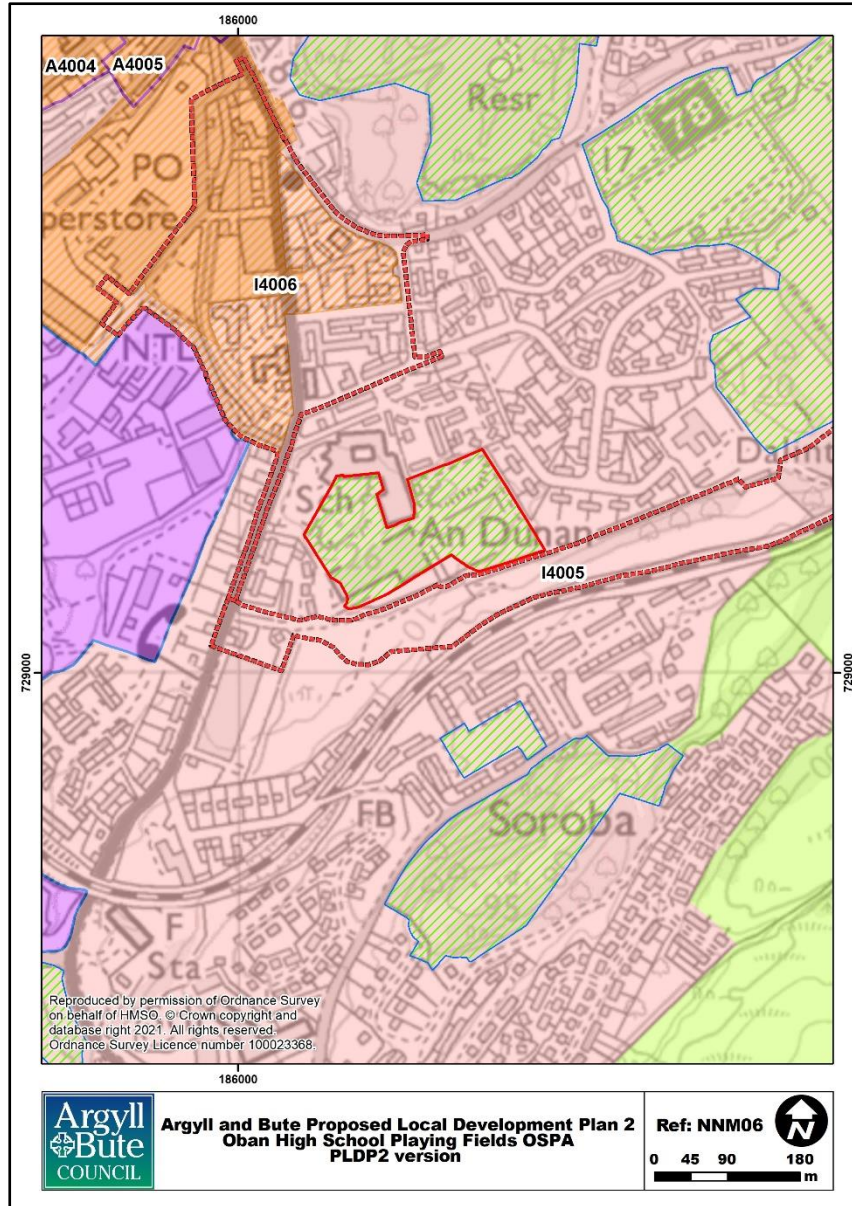 186000
A4004
A4005
Resr
78
PO
perstore
I4006
Sch
An Dunan
I4005
729000
729000
FB
Soroba
95
F
Sta
Reproduced by permission of Ordnance Survey
on behalf of HMSO. © Crown copyright and
database right 2021. All rights reserved.
Ordnance Survey Licence number 100023368.
186000
Argyll
&Bute
COUNCIL
Argyll and Bute Proposed Local Development Plan 2
Oban High School Playing Fields OSPA
PLDP2 version
Ref: NNM06
N
0 45 90 180
m